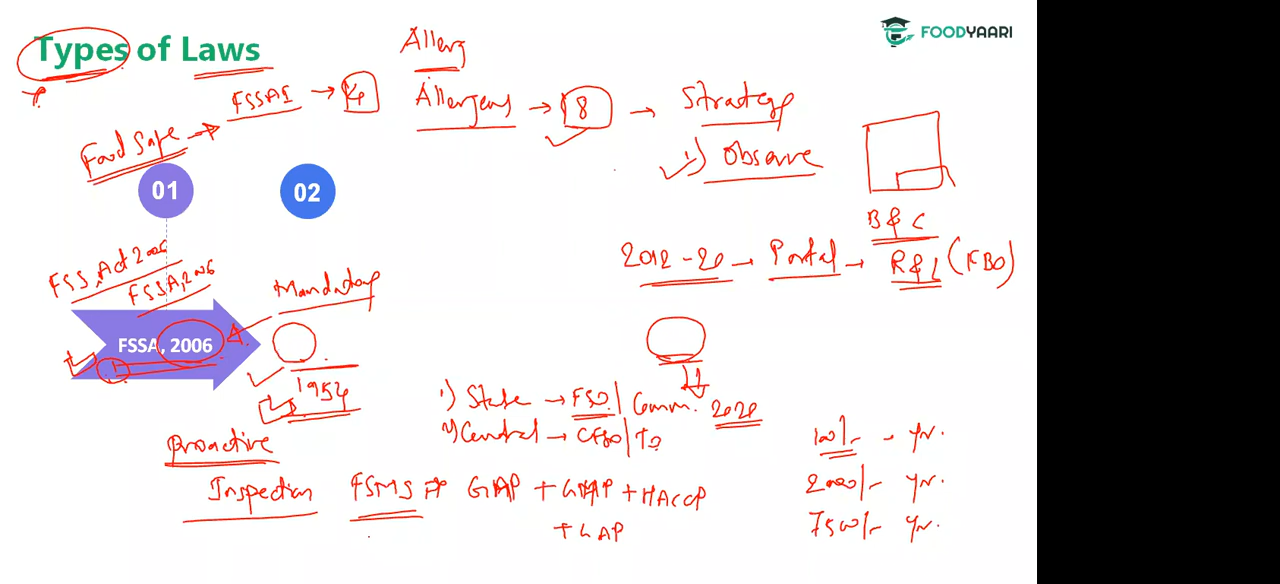 Types of Laws
FOODYAARI
Allerg
FSSAI → 4
Allergens → 8 → Strategy
Food Safe →
1) Observe
01
02
B & C
FSS Act 2006
FSSA, 2006
Mandatory
2012-20 → Portal → R&L (FBO)
FSSA, 2006
1954
1) State → FSO / Comm. 2020
2) Central → CFSO / TO
100/- → yr.
Proactive
2000/- yr.
Inspection FSMS → GHP + GMP + HACCP
7500/- yr.
+ GAP